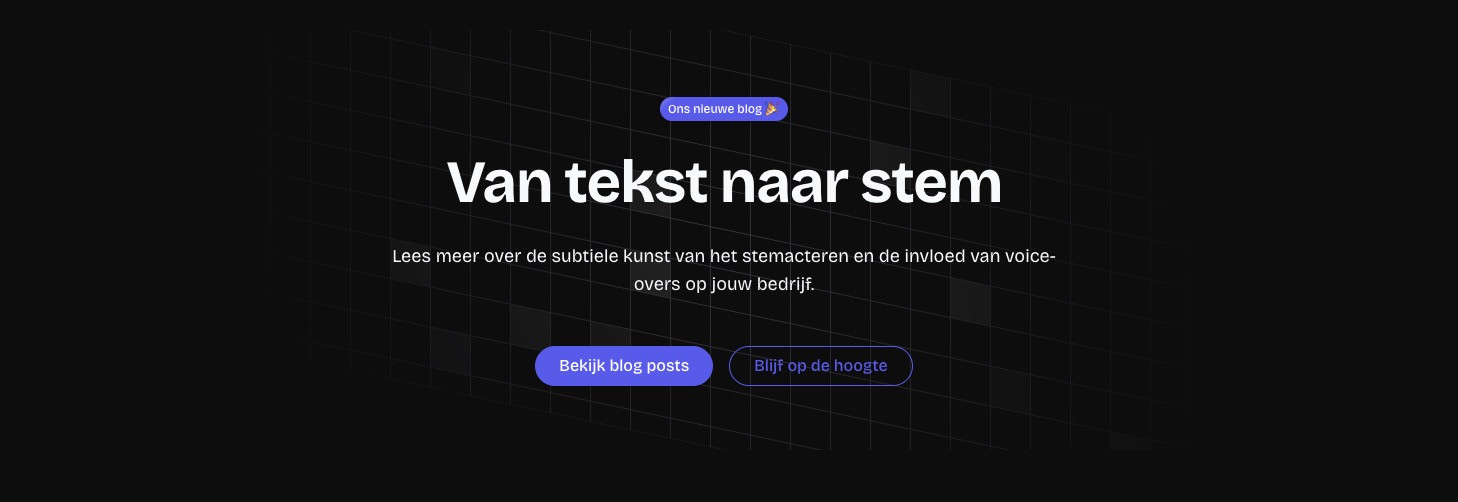 Ons nieuwe blog 🎉
Van tekst naar stem
Lees meer over de subtiele kunst van het stemacteren en de invloed van voice-
overs op jouw bedrijf.
Bekijk blog posts
Blijf op de hoogte